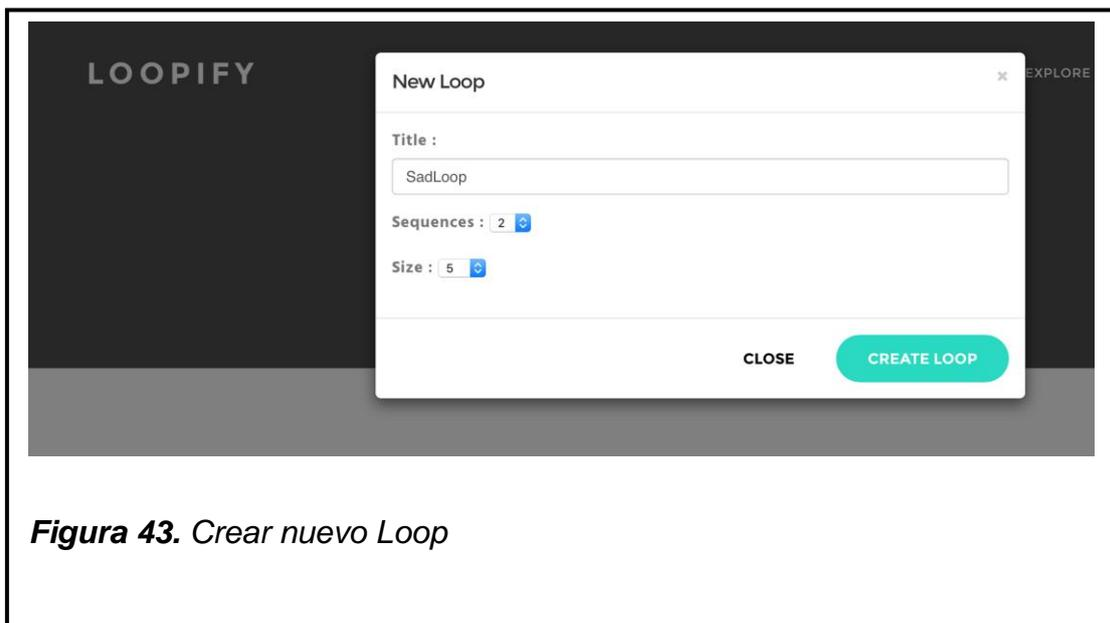 LOOPIFY
EXPLORE
New Loop
×
Title :
SadLoop
Sequences : 2
Size : 5
CLOSE
CREATE LOOP
Figura 43. Crear nuevo Loop